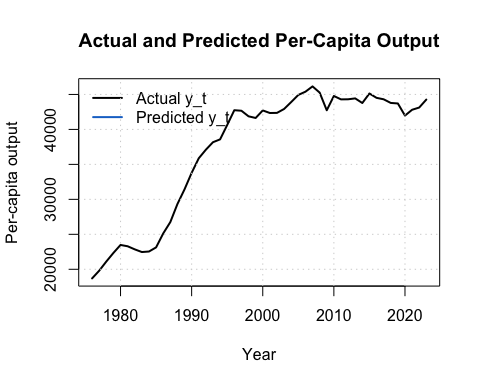 Actual and Predicted Per-Capita Output
Actual y_t
Predicted y_t
Per-capita output
40000
30000
20000
1980 1990 2000 2010 2020
Year